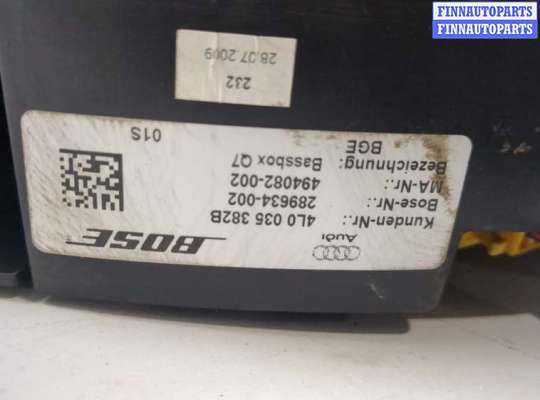 FINNAUTOPARTS
FINNAUTOPARTS
Audi
BOSE
Kunden-Nr.: 4L0 035 382B
Bose-Nr.: 289634-002
MA-Nr.: 494082-002
Bezeichnung: Bassbox Q7
BGE
01S
232
28.07.2009